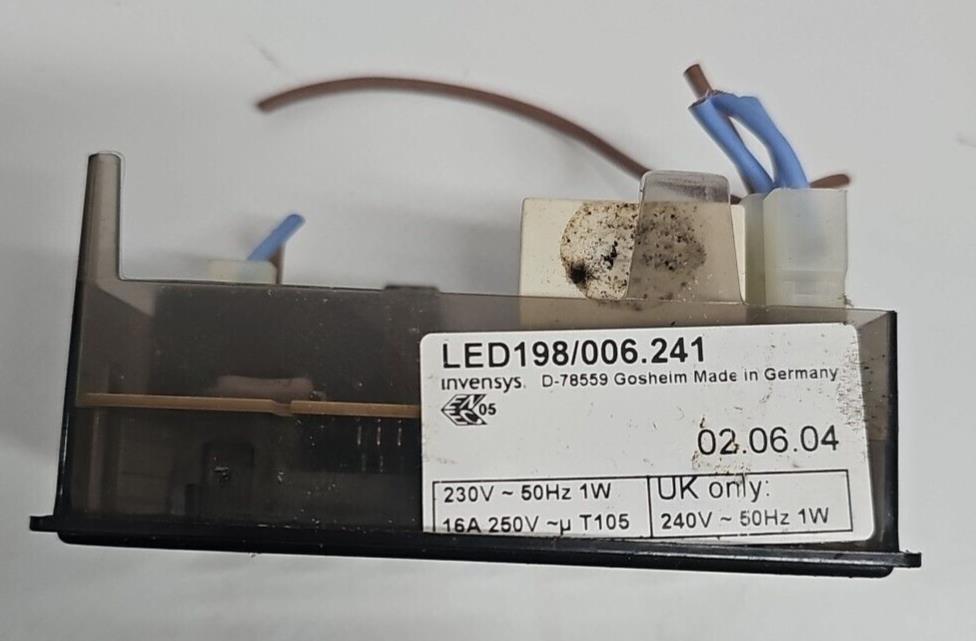 LED198/006.241
invensys. D-78559 Gosheim Made in Germany
05
02.06.04
230V ~ 50Hz 1W
16A 250V ~µ T105
UK only:
240V ~ 50Hz 1W